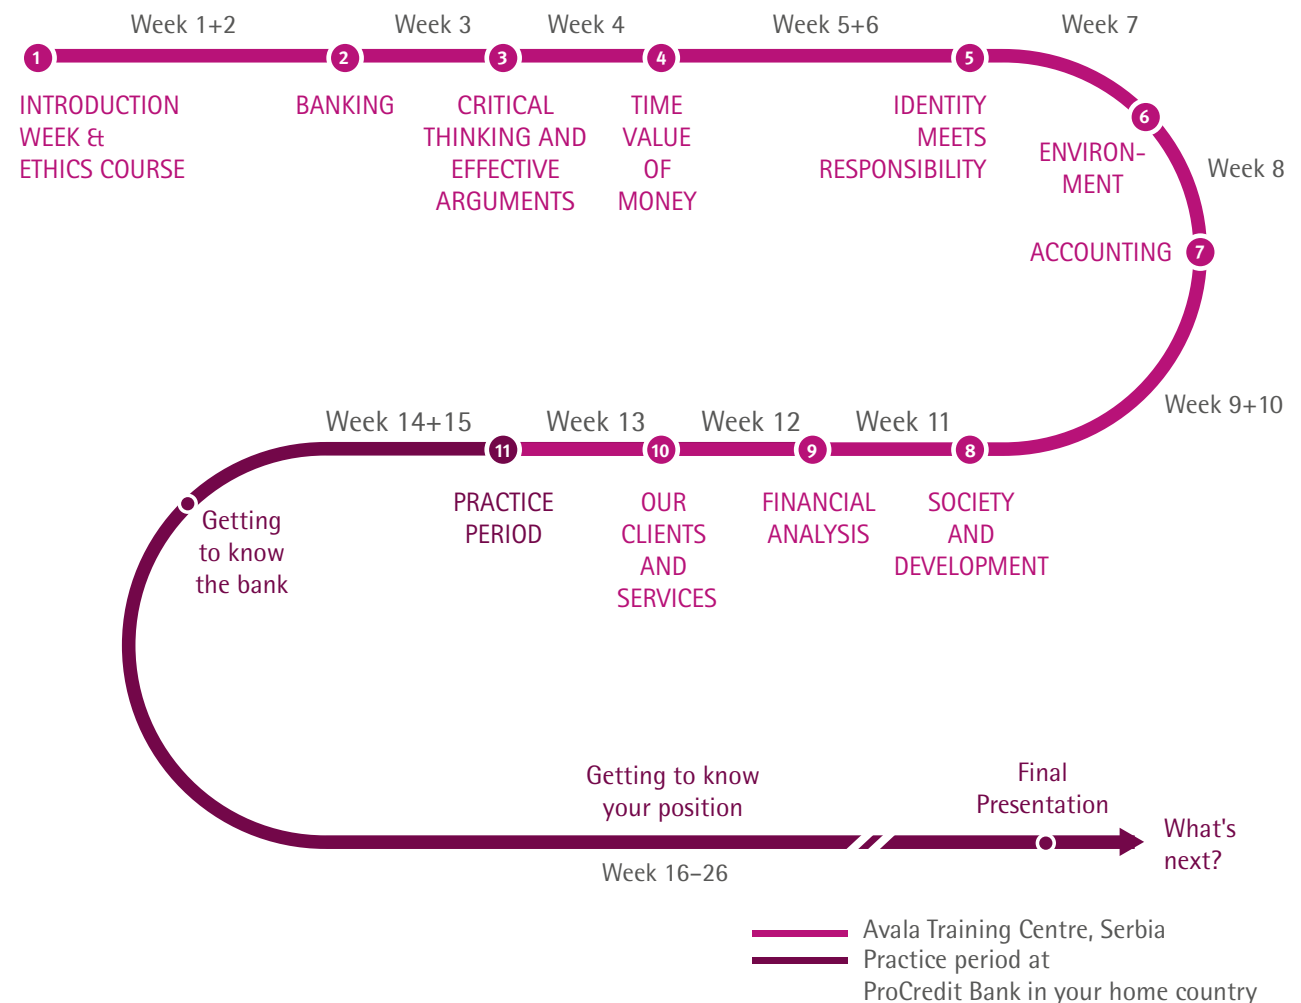 Week 1+2
Week 3
Week 4
Week 5+6
Week 7
1
2
3
4
5
INTRODUCTION
WEEK &
ETHICS COURSE
BANKING
CRITICAL
THINKING AND
EFFECTIVE
ARGUMENTS
TIME
VALUE
OF
MONEY
IDENTITY
MEETS
RESPONSIBILITY
6
ENVIRON-
MENT
Week 8
ACCOUNTING
7
Week 9+10
Week 14+15
Week 13
Week 12
Week 11
11
10
9
8
PRACTICE
PERIOD
OUR
CLIENTS
AND
SERVICES
FINANCIAL
ANALYSIS
SOCIETY
AND
DEVELOPMENT
Getting
to know
the bank
Getting to know
your position
Final
Presentation
What's
next?
Week 16–26
Avala Training Centre, Serbia
Practice period at
ProCredit Bank in your home country